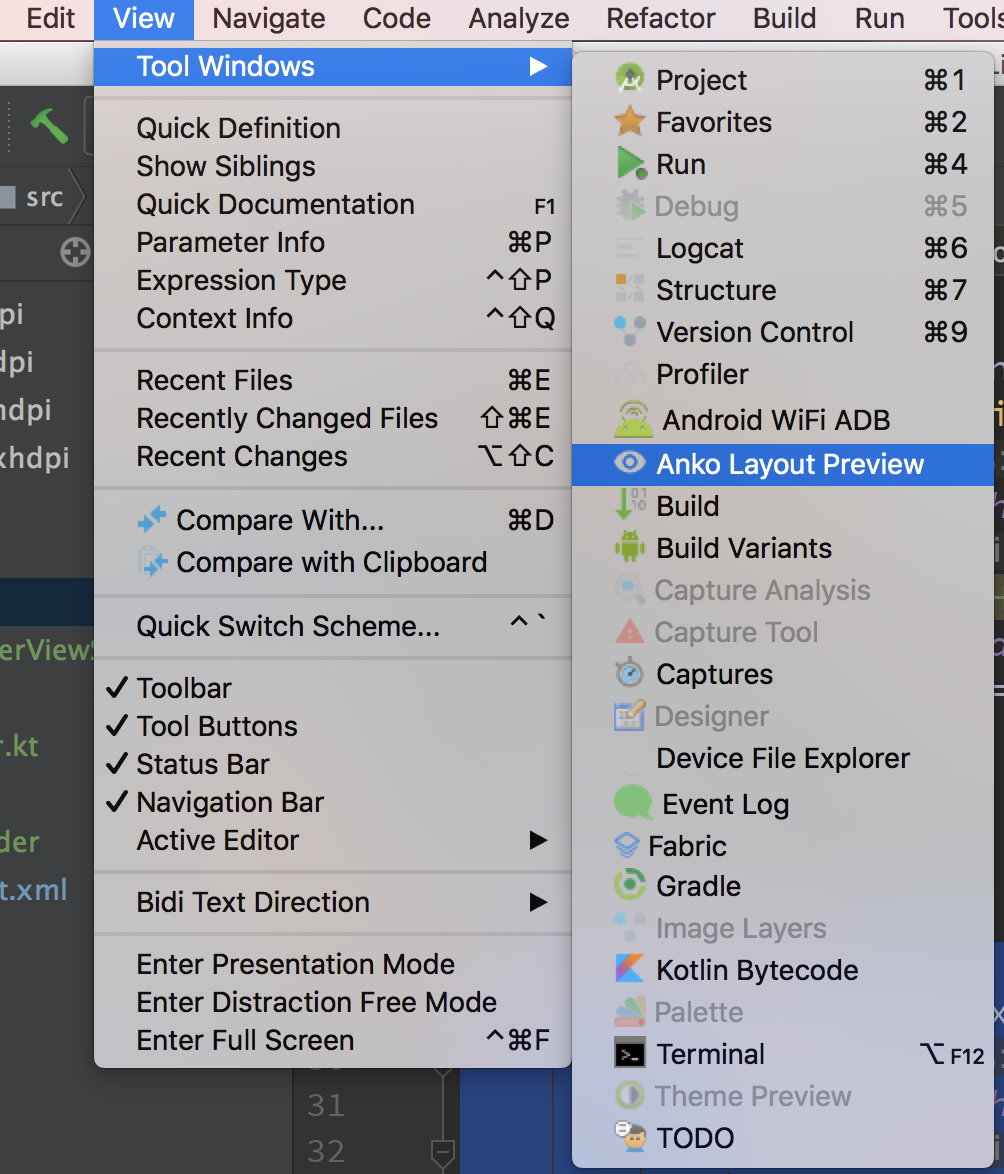 Edit View Navigate Code Analyze Refactor Build Run Tools
Tool Windows ▶
Quick Definition
Show Siblings
Quick Documentation F1
Parameter Info ⌘P
Expression Type ^⇧P
Context Info ^⇧Q
Recent Files ⌘E
Recently Changed Files ⇧⌘E
Recent Changes ⌥⇧C
Compare With... ⌘D
Compare with Clipboard
Quick Switch Scheme... ^`
✓ Toolbar
✓ Tool Buttons
✓ Status Bar
✓ Navigation Bar
Active Editor ▶
Bidi Text Direction ▶
Enter Presentation Mode
Enter Distraction Free Mode
Enter Full Screen ^⌘F
Project ⌘1
Favorites ⌘2
Run ⌘4
Debug ⌘5
Logcat ⌘6
Structure ⌘7
Version Control ⌘9
Profiler
Android WiFi ADB
Anko Layout Preview
Build
Build Variants
Capture Analysis
Capture Tool
Captures
Designer
Device File Explorer
Event Log
Fabric
Gradle
Image Layers
Kotlin Bytecode
Palette
Terminal ⌥F12
Theme Preview
TODO
src
pi
dpi
hdpi
xhdpi
erViewS
r.kt
der
t.xml
31
32